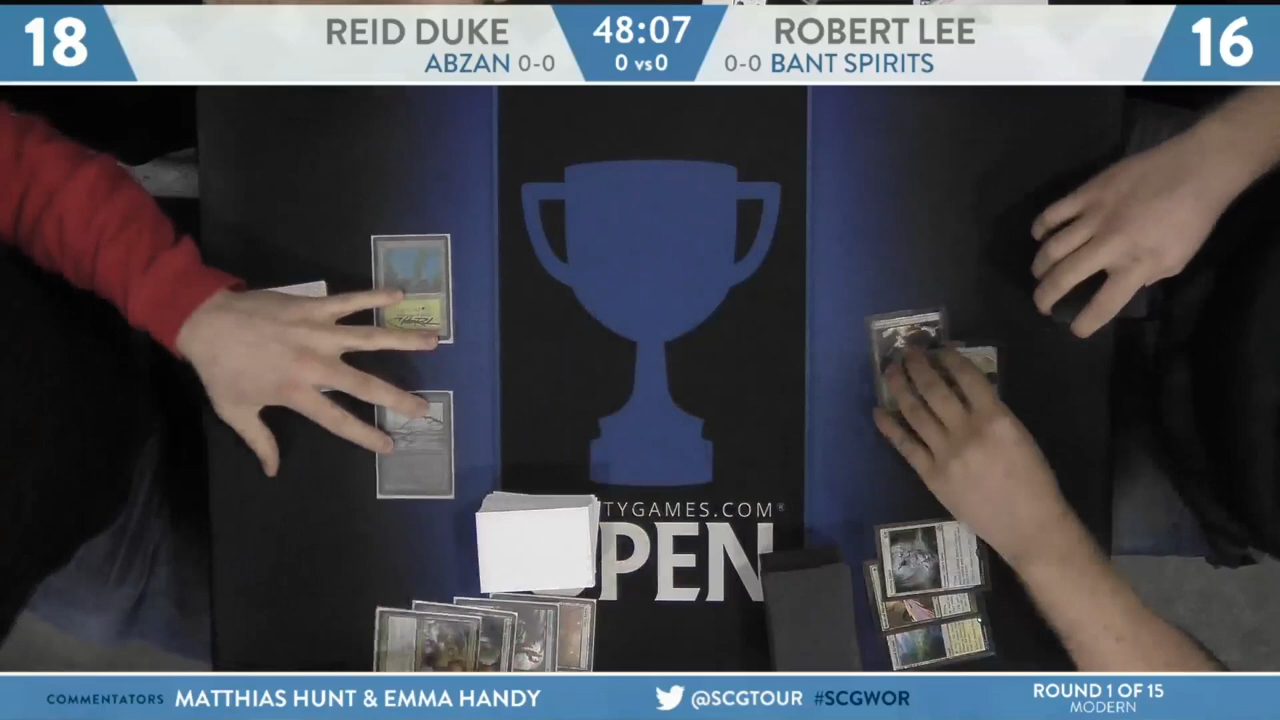 18
REID DUKE
ABZAN 0-0
48:07
0 vs 0
ROBERT LEE
0-0 BANT SPIRITS
16
TYGAMES.COM®
PEN
COMMENTATORS MATTHIAS HUNT & EMMA HANDY
@SCGTOUR #SCGWOR
ROUND 1 OF 15
MODERN